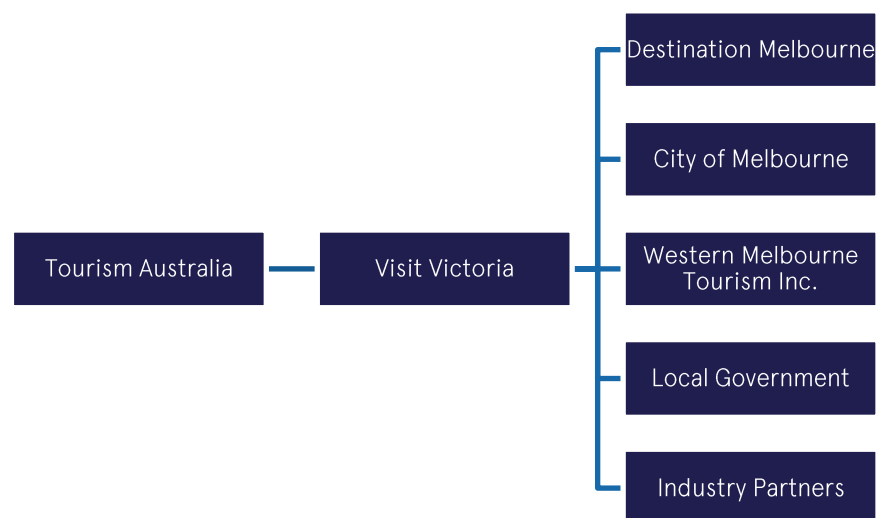 Destination Melbourne
City of Melbourne
Tourism Australia
Visit Victoria
Western Melbourne
Tourism Inc.
Local Government
Industry Partners